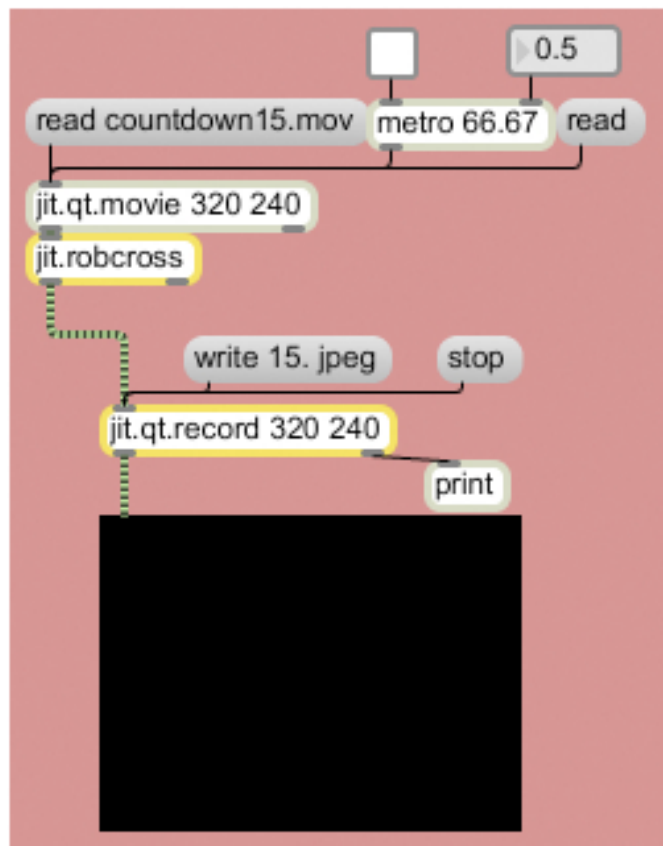 0.5
read countdown15.mov
metro 66.67
read
jit.qt.movie 320 240
jit.robcross
write 15. jpeg
stop
jit.qt.record 320 240
print